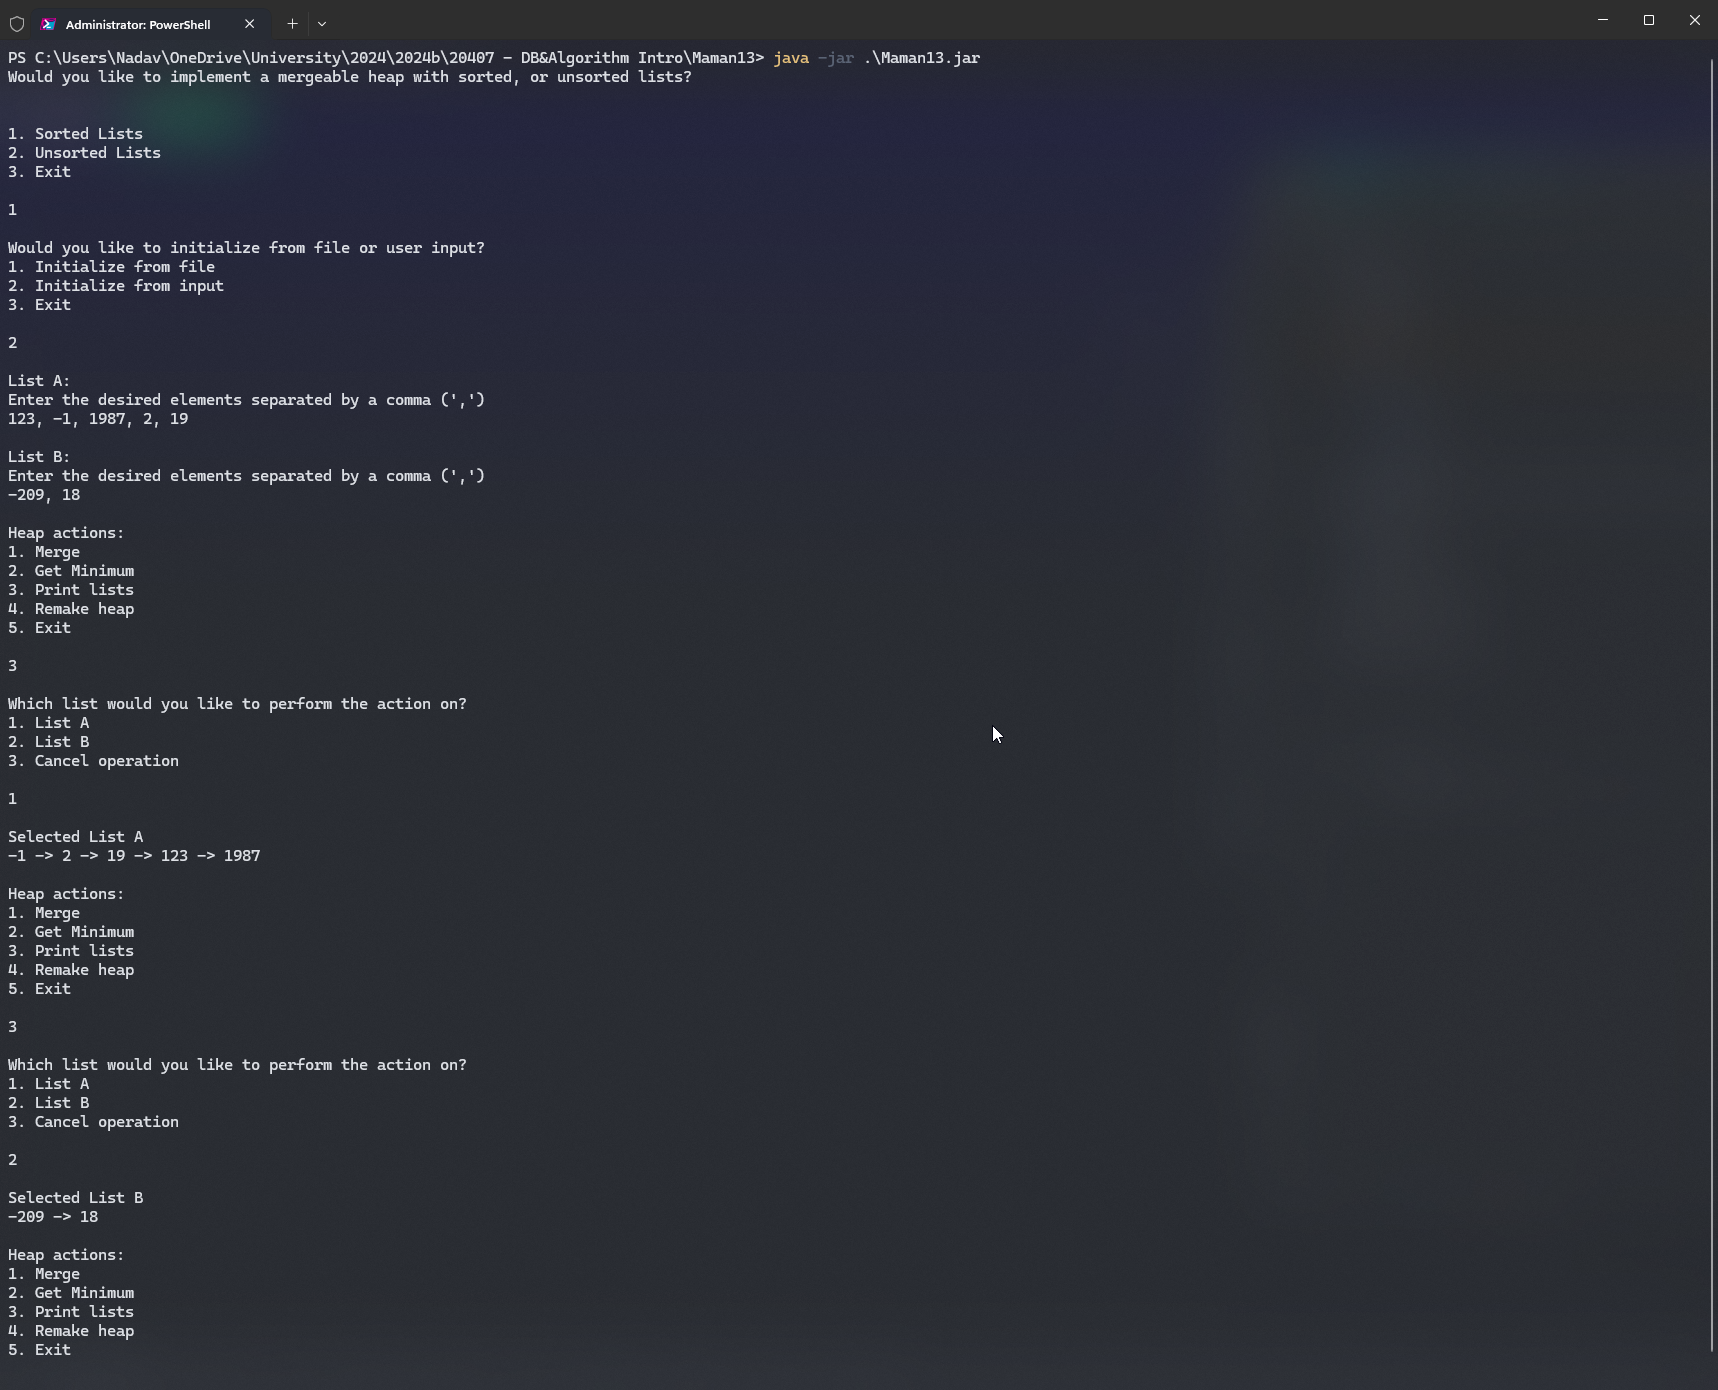 Administrator: PowerShell
PS C:\Users\Nadav\OneDrive\University\2024\2024b\20407 - DB&Algorithm Intro\Maman13> java -jar .\Maman13.jar
Would you like to implement a mergeable heap with sorted, or unsorted lists?
1. Sorted Lists
2. Unsorted Lists
3. Exit
1
Would you like to initialize from file or user input?
1. Initialize from file
2. Initialize from input
3. Exit
2
List A:
Enter the desired elements separated by a comma (',')
123, -1, 1987, 2, 19
List B:
Enter the desired elements separated by a comma (',')
-209, 18
Heap actions:
1. Merge
2. Get Minimum
3. Print lists
4. Remake heap
5. Exit
3
Which list would you like to perform the action on?
1. List A
2. List B
3. Cancel operation
1
Selected List A
-1 -> 2 -> 19 -> 123 -> 1987
Heap actions:
1. Merge
2. Get Minimum
3. Print lists
4. Remake heap
5. Exit
3
Which list would you like to perform the action on?
1. List A
2. List B
3. Cancel operation
2
Selected List B
-209 -> 18
Heap actions:
1. Merge
2. Get Minimum
3. Print lists
4. Remake heap
5. Exit